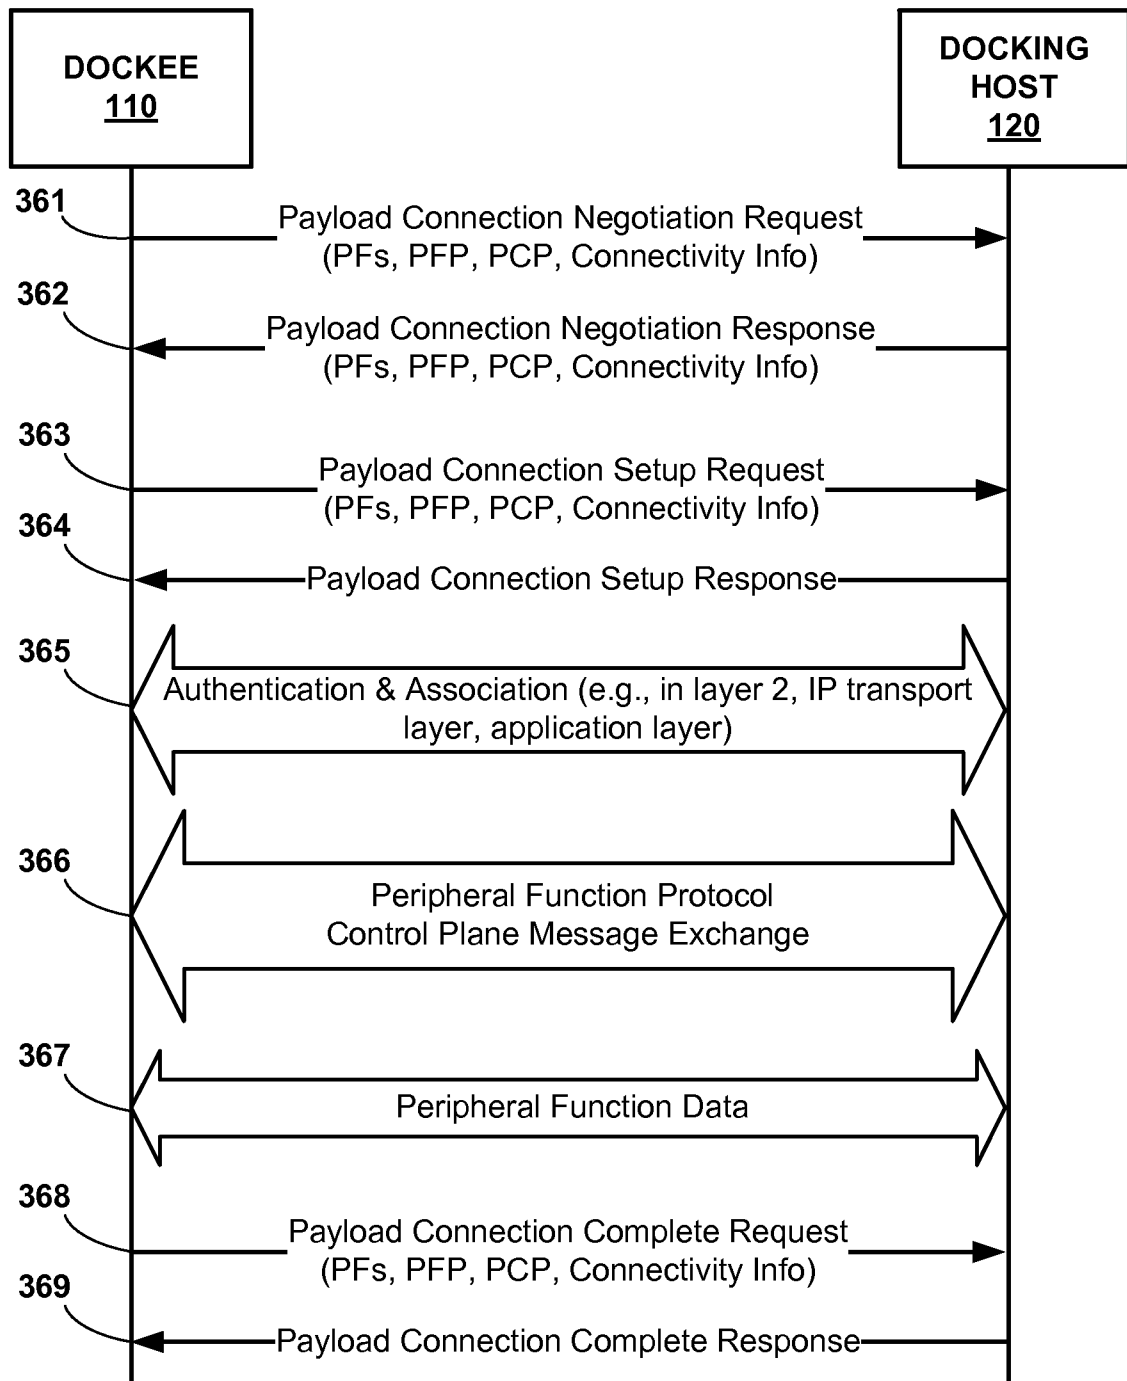 DOCKEE
110
DOCKING
HOST
120
361
Payload Connection Negotiation Request
(PFs, PFP, PCP, Connectivity Info)
362
Payload Connection Negotiation Response
(PFs, PFP, PCP, Connectivity Info)
363
Payload Connection Setup Request
(PFs, PFP, PCP, Connectivity Info)
364
Payload Connection Setup Response
365
Authentication & Association (e.g., in layer 2, IP transport
layer, application layer)
366
Peripheral Function Protocol
Control Plane Message Exchange
367
Peripheral Function Data
368
Payload Connection Complete Request
(PFs, PFP, PCP, Connectivity Info)
369
Payload Connection Complete Response